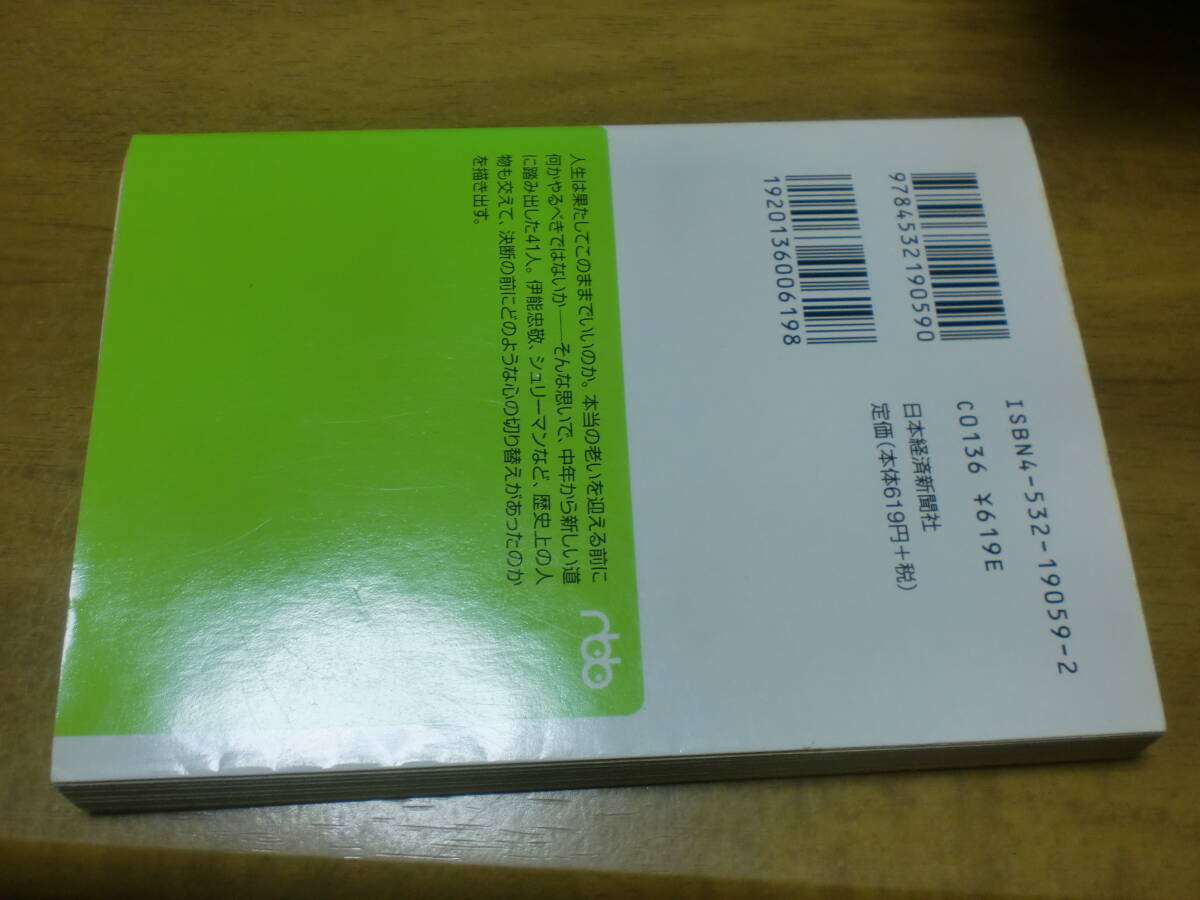 9784532190590
1920136006198
ISBN4-532-19059-2
C0136 ¥619E
日本経済新聞社
定価(本体619円+税)
人生は果たしてこのままでいいのか。本当の老いを迎える前に
何かやるべきではないか――そんな思いで、中年から新しい道
に踏み出した41人。伊能忠敬、シュリーマンなど、歴史上の人
物も交えて、決断の前にどのような心の切り替えがあったのか
を描き出す。
nbb